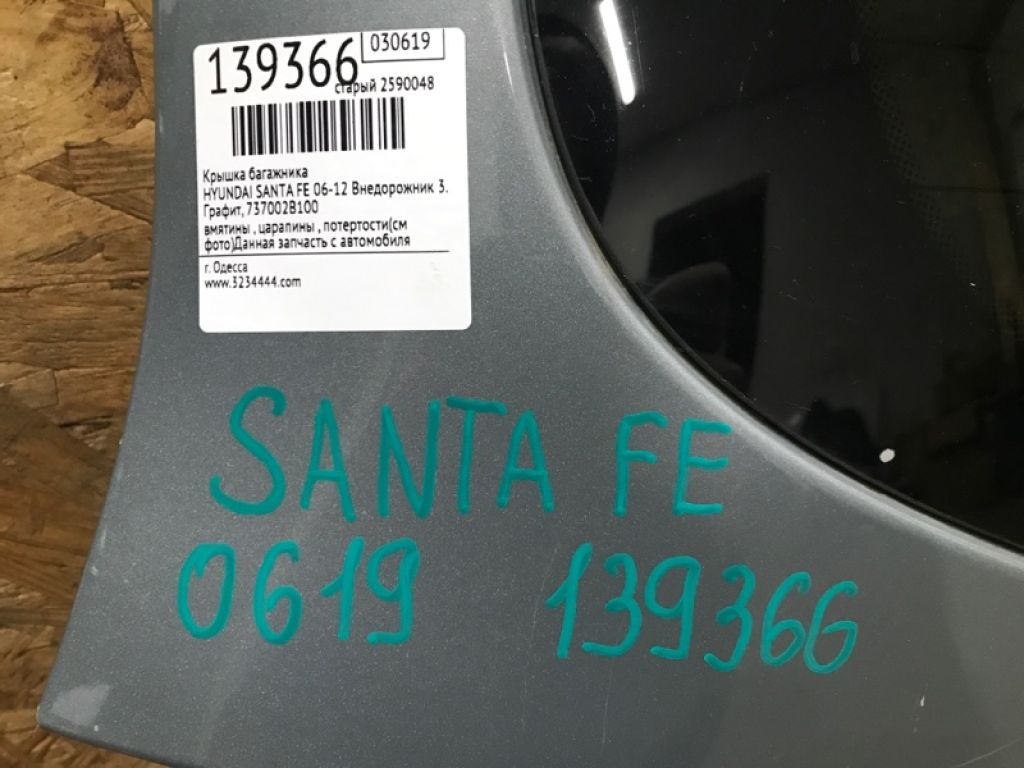 139366 030619
старый 2590048
Крышка багажника
HYUNDAI SANTA FE 06-12 Внедорожник 3.
Графит, 737002B100
вмятины , царапины , потертости(см
фото)Данная запчасть с автомобиля
г. Одесса
www.3234444.com
SANTA FE
0619 139366